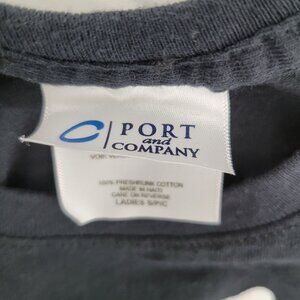 PORT
and
COMPANY
100% PRESHRUNK COTTON
MADE IN HAITI
CARE ON REVERSE
LADIES S/P/C